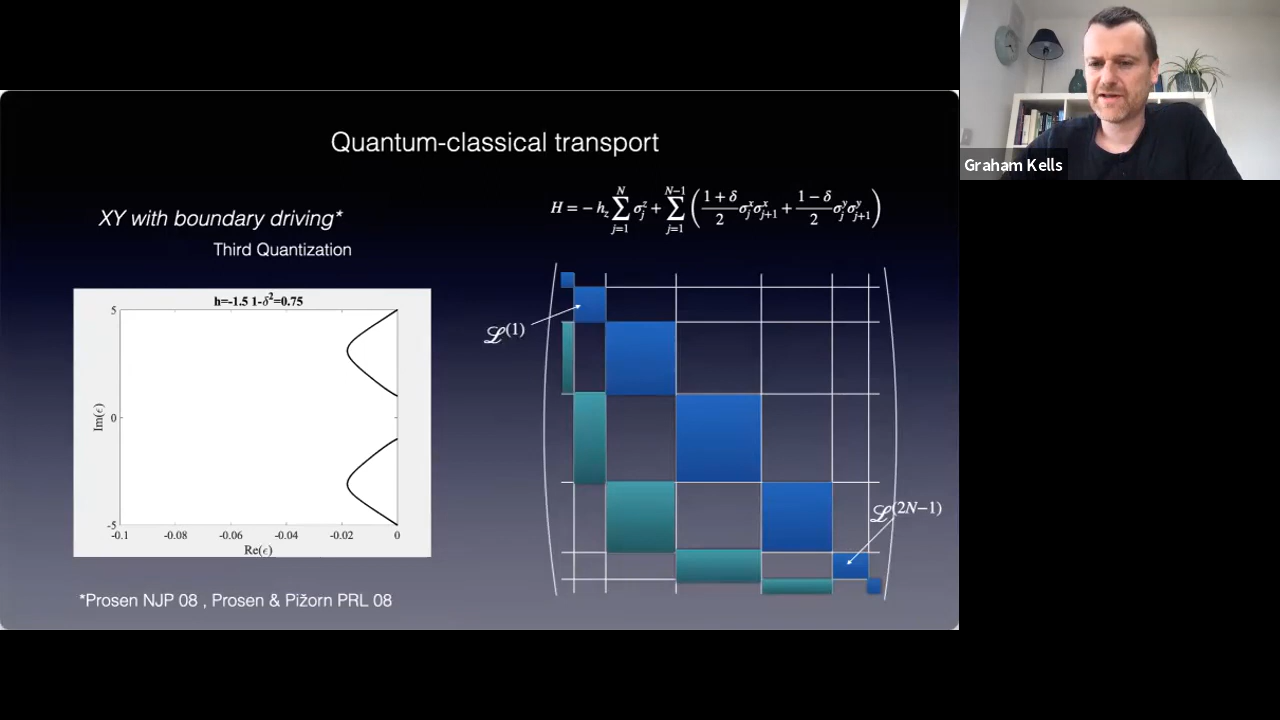 Quantum-classical transport
XY with boundary driving*
Third Quantization
H = − h_z ∑_{j=1}^{N} σ_j^z + ∑_{j=1}^{N−1} ( (1 + δ)/2 σ_j^x σ_{j+1}^x + (1 − δ)/2 σ_j^y σ_{j+1}^y )
h=-1.5 1-δ²=0.75
5
0
-5
Im(ϵ)
-0.1 -0.08 -0.06 -0.04 -0.02 0
Re(ϵ)
ℒ^(1)
ℒ^(2N−1)
*Prosen NJP 08 , Prosen & Pižorn PRL 08
Graham Kells